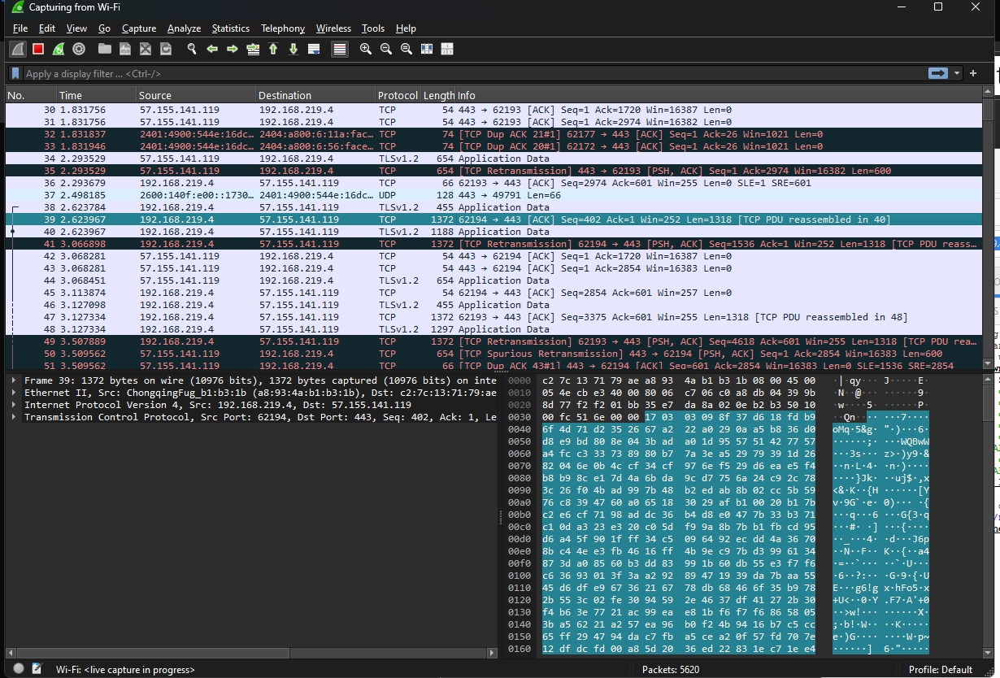 Capturing from Wi-Fi
File Edit View Go Capture Analyze Statistics Telephony Wireless Tools Help
Apply a display filter ... <Ctrl-/>
No. Time Source Destination Protocol Length Info
30 1.831756 57.155.141.119 192.168.219.4 TCP 54 443 → 62193 [ACK] Seq=1 Ack=1720 Win=16387 Len=0
31 1.831756 57.155.141.119 192.168.219.4 TCP 54 443 → 62193 [ACK] Seq=1 Ack=2974 Win=16382 Len=0
32 1.831837 2401:4900:544e:16dc… 2404:a800:6:11a:fac… TCP 74 [TCP Dup ACK 21#1] 62177 → 443 [ACK] Seq=1 Ack=26 Win=1021 Len=0
33 1.831946 2401:4900:544e:16dc… 2404:a800:6:56:face… TCP 74 [TCP Dup ACK 20#1] 62172 → 443 [ACK] Seq=1 Ack=26 Win=1021 Len=0
34 2.293529 57.155.141.119 192.168.219.4 TLSv1.2 654 Application Data
35 2.293529 57.155.141.119 192.168.219.4 TCP 654 [TCP Retransmission] 443 → 62193 [PSH, ACK] Seq=1 Ack=2974 Win=16382 Len=600
36 2.293679 192.168.219.4 57.155.141.119 TCP 66 62193 → 443 [ACK] Seq=2974 Ack=601 Win=255 Len=0 SLE=1 SRE=601
37 2.498185 2600:140f:e00::1730… 2401:4900:544e:16dc… UDP 128 443 → 49791 Len=66
38 2.623784 192.168.219.4 57.155.141.119 TLSv1.2 455 Application Data
39 2.623967 192.168.219.4 57.155.141.119 TCP 1372 62194 → 443 [ACK] Seq=402 Ack=1 Win=252 Len=1318 [TCP PDU reassembled in 40]
40 2.623967 192.168.219.4 57.155.141.119 TLSv1.2 1188 Application Data
41 3.066898 192.168.219.4 57.155.141.119 TCP 1372 [TCP Retransmission] 62194 → 443 [PSH, ACK] Seq=1536 Ack=1 Win=252 Len=1318 [TCP PDU reass…
42 3.068281 57.155.141.119 192.168.219.4 TCP 54 443 → 62194 [ACK] Seq=1 Ack=1720 Win=16387 Len=0
43 3.068281 57.155.141.119 192.168.219.4 TCP 54 443 → 62194 [ACK] Seq=1 Ack=2854 Win=16383 Len=0
44 3.068451 57.155.141.119 192.168.219.4 TLSv1.2 654 Application Data
45 3.113874 192.168.219.4 57.155.141.119 TCP 54 62194 → 443 [ACK] Seq=2854 Ack=601 Win=257 Len=0
46 3.127098 192.168.219.4 57.155.141.119 TLSv1.2 455 Application Data
47 3.127334 192.168.219.4 57.155.141.119 TCP 1372 62193 → 443 [ACK] Seq=3375 Ack=601 Win=255 Len=1318 [TCP PDU reassembled in 48]
48 3.127334 192.168.219.4 57.155.141.119 TLSv1.2 1297 Application Data
49 3.507889 192.168.219.4 57.155.141.119 TCP 1372 [TCP Retransmission] 62193 → 443 [PSH, ACK] Seq=4618 Ack=601 Win=255 Len=1318 [TCP PDU rea…
50 3.509562 57.155.141.119 192.168.219.4 TCP 654 [TCP Spurious Retransmission] 443 → 62194 [PSH, ACK] Seq=1 Ack=2854 Win=16383 Len=600
51 3.509562 192.168.219.4 57.155.141.119 TCP 66 [TCP Dup ACK 43#1] 62194 → 443 [ACK] Seq=2854 Ack=601 Win=257 Len=0 SLE=1
Frame 39: 1372 bytes on wire (10976 bits), 1372 bytes captured (10976 bits) on inte
Ethernet II, Src: ChongqingFug_b1:b3:1b (a8:93:4a:b1:b3:1b), Dst: c2:7c:13:71:79:ae
Internet Protocol Version 4, Src: 192.168.219.4, Dst: 57.155.141.119
Transmission Control Protocol, Src Port: 62194, Dst Port: 443, Seq: 402, Ack: 1, Le
0000 c2 7c 13 71 79 ae a8 93 4a b1 b3 1b 08 00 45 00
0010 05 4e cb e3 40 00 80 06 c7 06 c0 a8 db 04 39 9b
0020 8d 77 f2 f2 01 bb 35 e7 da 8a 02 0e b2 b3 50 10
0030 00 fc 51 6e 00 00 17 03 03 09 8f 37 d6 18 fd b9
0040 6f 4d 71 d2 35 26 67 a2 22 a0 29 0a a5 b8 36 d0
0050 d8 e9 bd 80 8e 04 3b ad a0 1d 95 57 51 42 77 57
0060 a4 fc c3 33 73 89 80 b7 7a 3e a5 29 79 39 1d 26
0070 82 04 6e 0b 4c cf 34 cf 97 6e f5 29 d6 ea e5 f4
0080 b8 b9 8c e1 7d 4a 6b da 9c d7 75 6a 24 c9 2c 78
0090 3c 26 f0 4b ad 99 7b 48 b2 ed ab 8b 02 cc 5b 59
00a0 76 c8 39 47 60 a0 65 18 30 29 af b1 00 20 b1 7b
00b0 c2 e6 cf 71 98 ad dc 36 b4 d8 e0 47 7b 33 b3 71
00c0 c1 0d a3 23 e3 20 c0 5d f9 9a 8b 7b b1 fb cd 95
00d0 d6 a4 5f 90 1f ff 34 c5 09 64 92 ec dd 4a 36 70
00e0 8b c4 4e e3 fb 46 16 ff 4b 9e c9 7b d3 99 61 34
00f0 87 3d a0 85 60 b3 dd 83 99 1b 60 db 55 e3 f7 f6
0100 c6 36 93 01 3f 3a a2 92 89 47 19 39 da 7b aa 55
0110 45 d6 df e9 67 36 21 67 78 db 68 46 6f 35 b9 78
0120 2b 55 3c 02 fe 30 94 59 2e 46 37 df 41 27 2b 30
0130 f4 b6 3e 77 21 ac 99 ea e8 1b f6 f7 f6 86 58 05
0140 3b a5 62 21 a2 57 ea 96 b0 f2 4b 94 16 b7 c5 cc
0150 65 ff 29 47 94 da c7 fb a5 ce a2 0f 57 fd 70 7e
0160 12 df dc fd 00 a8 5d 20 36 ed 22 83 1e c7 1e e4
Wi-Fi: <live capture in progress> Packets: 5620 Profile: Default